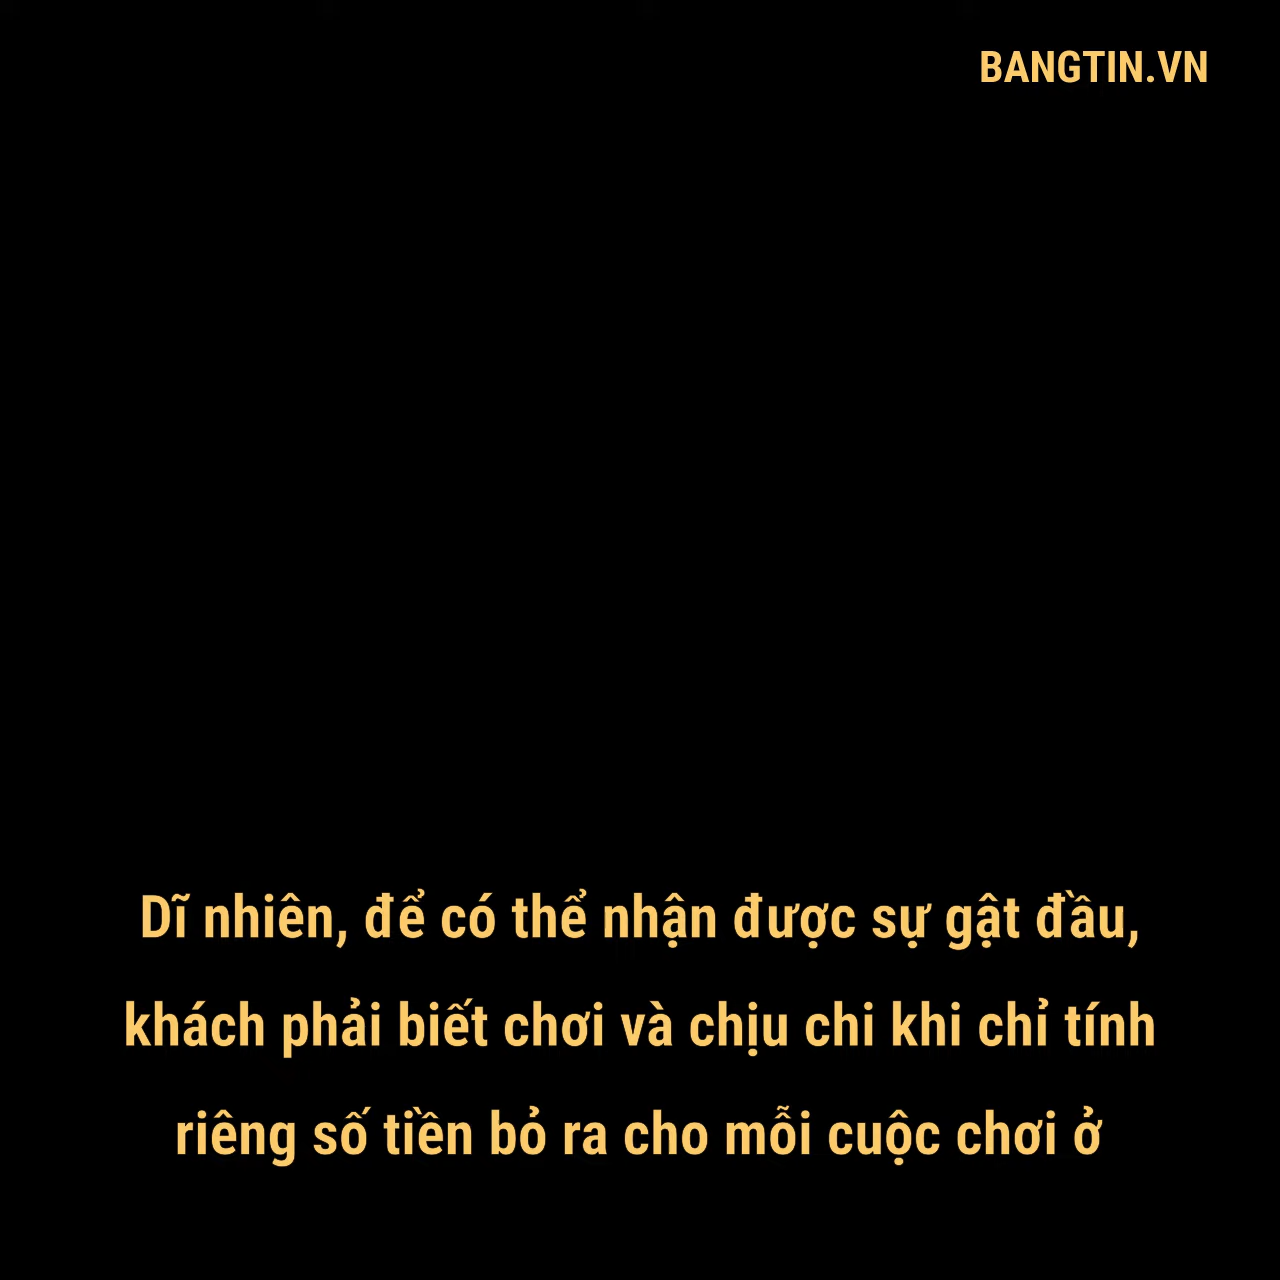 BANGTIN.VN
Dĩ nhiên, để có thể nhận được sự gật đầu,
khách phải biết chơi và chịu chi khi chỉ tính
riêng số tiền bỏ ra cho mỗi cuộc chơi ở